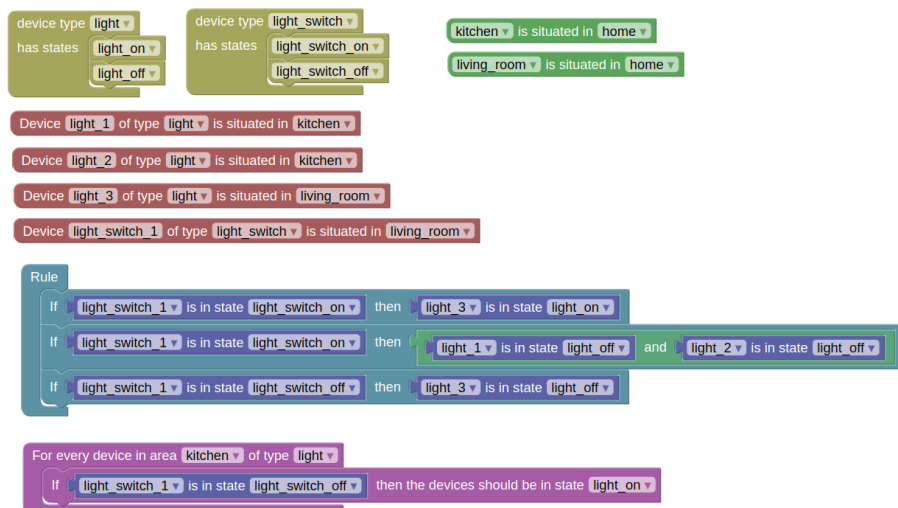 device type light ▾
has states light_on ▾
light_off ▾
device type light_switch ▾
has states light_switch_on ▾
light_switch_off ▾
kitchen ▾ is situated in home ▾
living_room ▾ is situated in home ▾
Device light_1 of type light ▾ is situated in kitchen ▾
Device light_2 of type light ▾ is situated in kitchen ▾
Device light_3 of type light ▾ is situated in living_room ▾
Device light_switch_1 of type light_switch ▾ is situated in living_room ▾
Rule
If light_switch_1 ▾ is in state light_switch_on ▾ then light_3 ▾ is in state light_on ▾
If light_switch_1 ▾ is in state light_switch_on ▾ then light_1 ▾ is in state light_off ▾ and light_2 ▾ is in state light_off ▾
If light_switch_1 ▾ is in state light_switch_off ▾ then light_3 ▾ is in state light_off ▾
For every device in area kitchen ▾ of type light ▾
If light_switch_1 ▾ is in state light_switch_off ▾ then the devices should be in state light_on ▾